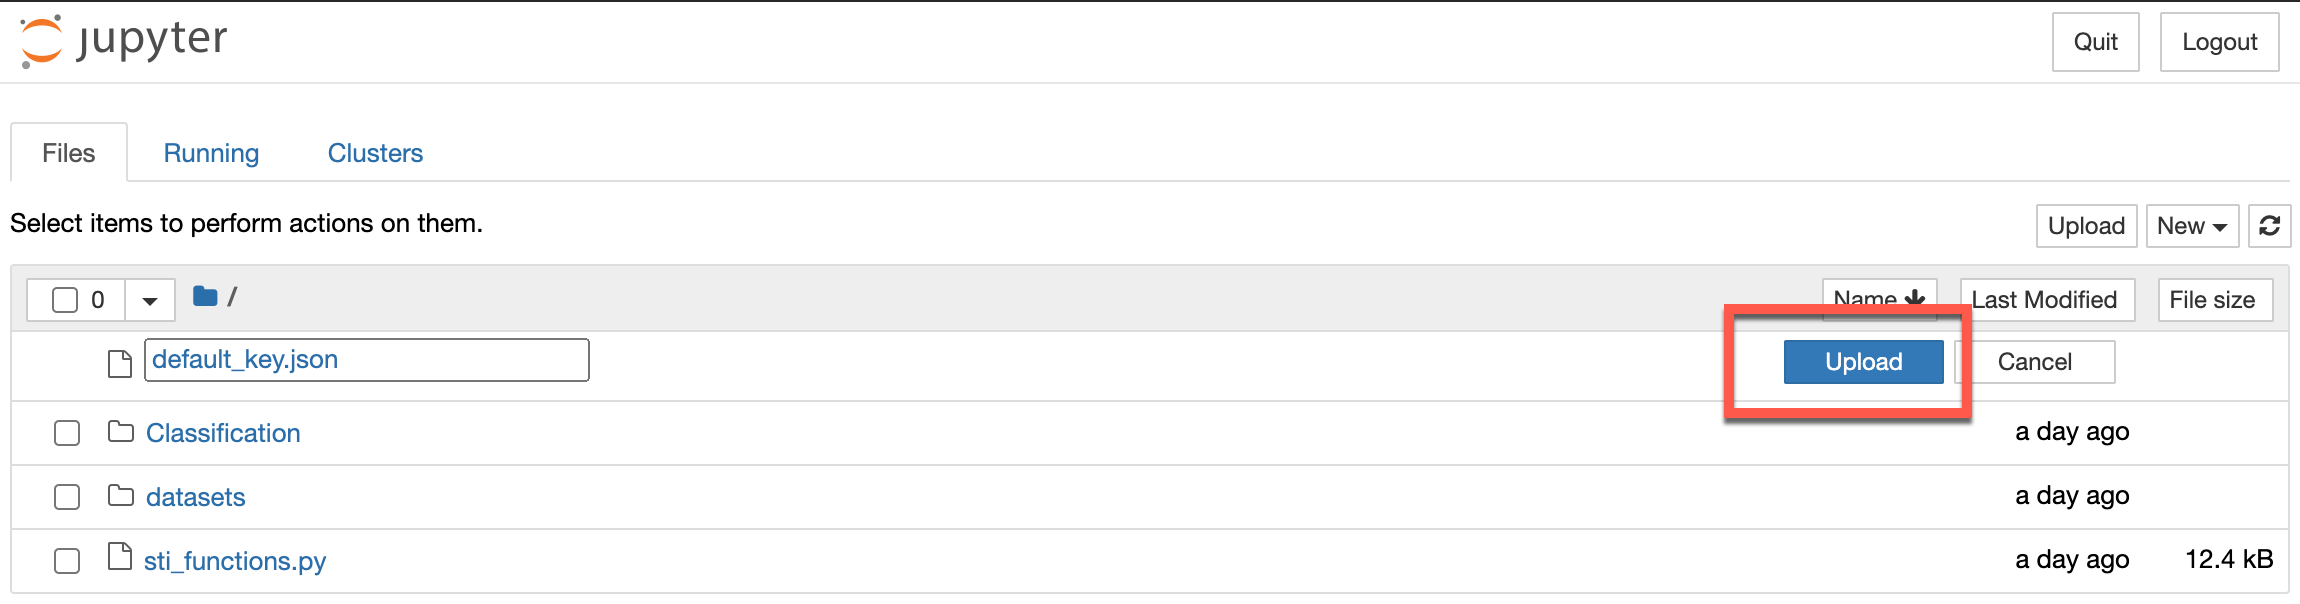 jupyter
Quit Logout
Files Running Clusters
Select items to perform actions on them.
Upload New
0 / Name Last Modified File size
default_key.json Upload Cancel
Classification a day ago
datasets a day ago
sti_functions.py a day ago 12.4 kB